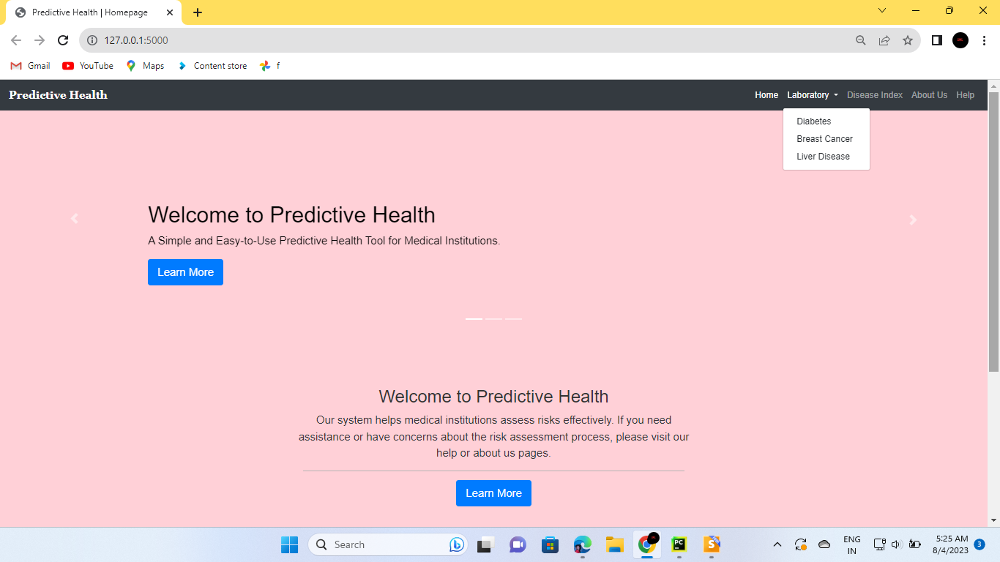 Predictive Health | Homepage
127.0.0.1:5000
Gmail YouTube Maps Content store f
Predictive Health
Home Laboratory Disease Index About Us Help
Diabetes
Breast Cancer
Liver Disease
Welcome to Predictive Health
A Simple and Easy-to-Use Predictive Health Tool for Medical Institutions.
Learn More
Welcome to Predictive Health
Our system helps medical institutions assess risks effectively. If you need
assistance or have concerns about the risk assessment process, please visit our
help or about us pages.
Learn More
Search
PC
S
ENG
IN
5:25 AM
8/4/2023
3